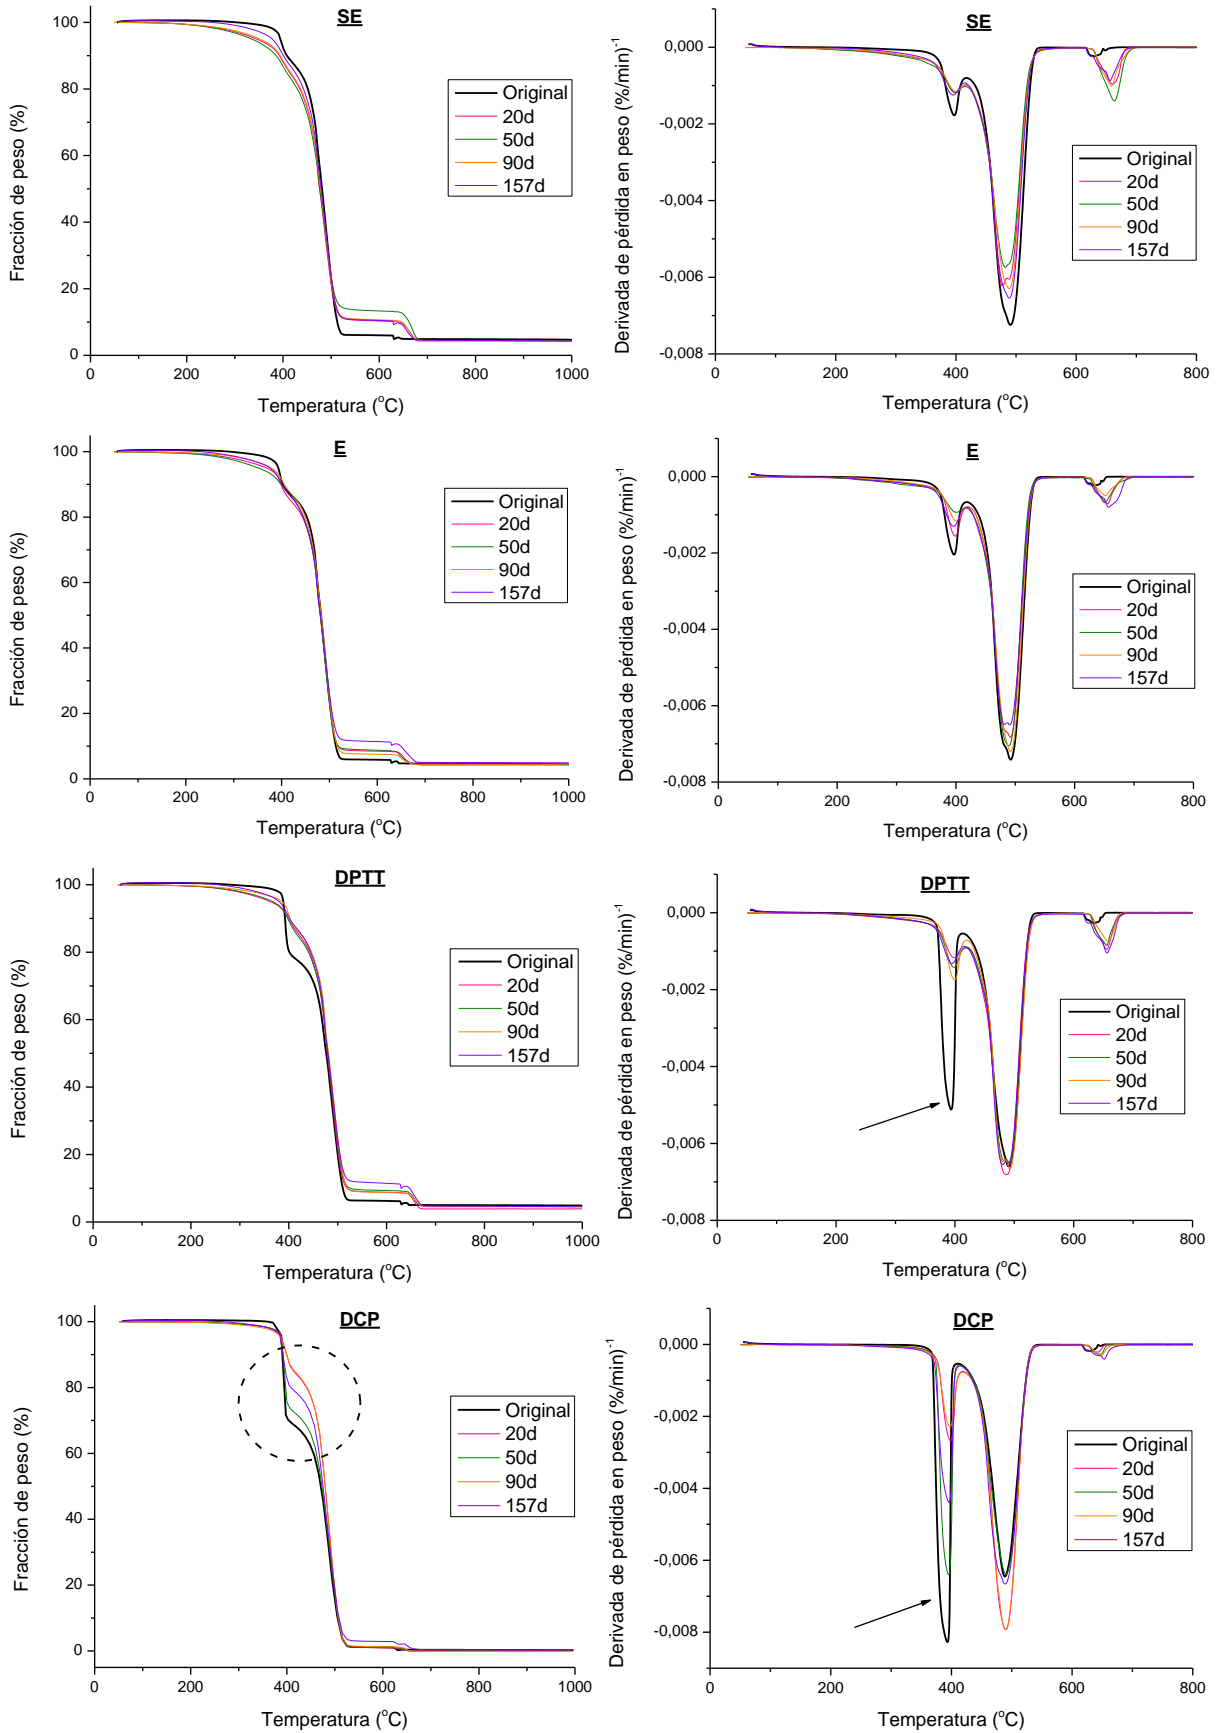 SE
Fracción de peso (%)
100
80
60
40
20
0
Original
20d
50d
90d
157d
0 200 400 600 800 1000
Temperatura (°C)
SE
Derivada de pérdida en peso (%/min)⁻¹
0,000
-0,002
-0,004
-0,006
-0,008
Original
20d
50d
90d
157d
0 200 400 600 800
Temperatura (°C)
E
Fracción de peso (%)
100
80
60
40
20
0
Original
20d
50d
90d
157d
0 200 400 600 800 1000
Temperatura (°C)
E
Derivada de pérdida en peso (%/min)⁻¹
0,000
-0,002
-0,004
-0,006
-0,008
Original
20d
50d
90d
157d
0 200 400 600 800
Temperatura (°C)
DPTT
Fracción de peso (%)
100
80
60
40
20
0
Original
20d
50d
90d
157d
0 200 400 600 800 1000
Temperatura (°C)
DPTT
Derivada de pérdida en peso (%/min)⁻¹
0,000
-0,002
-0,004
-0,006
-0,008
Original
20d
50d
90d
157d
0 200 400 600 800
Temperatura (°C)
DCP
Fracción de peso (%)
100
80
60
40
20
0
Original
20d
50d
90d
157d
0 200 400 600 800 1000
Temperatura (°C)
DCP
Derivada de pérdida en peso (%/min)⁻¹
0,000
-0,002
-0,004
-0,006
-0,008
Original
20d
50d
90d
157d
0 200 400 600 800
Temperatura (°C)